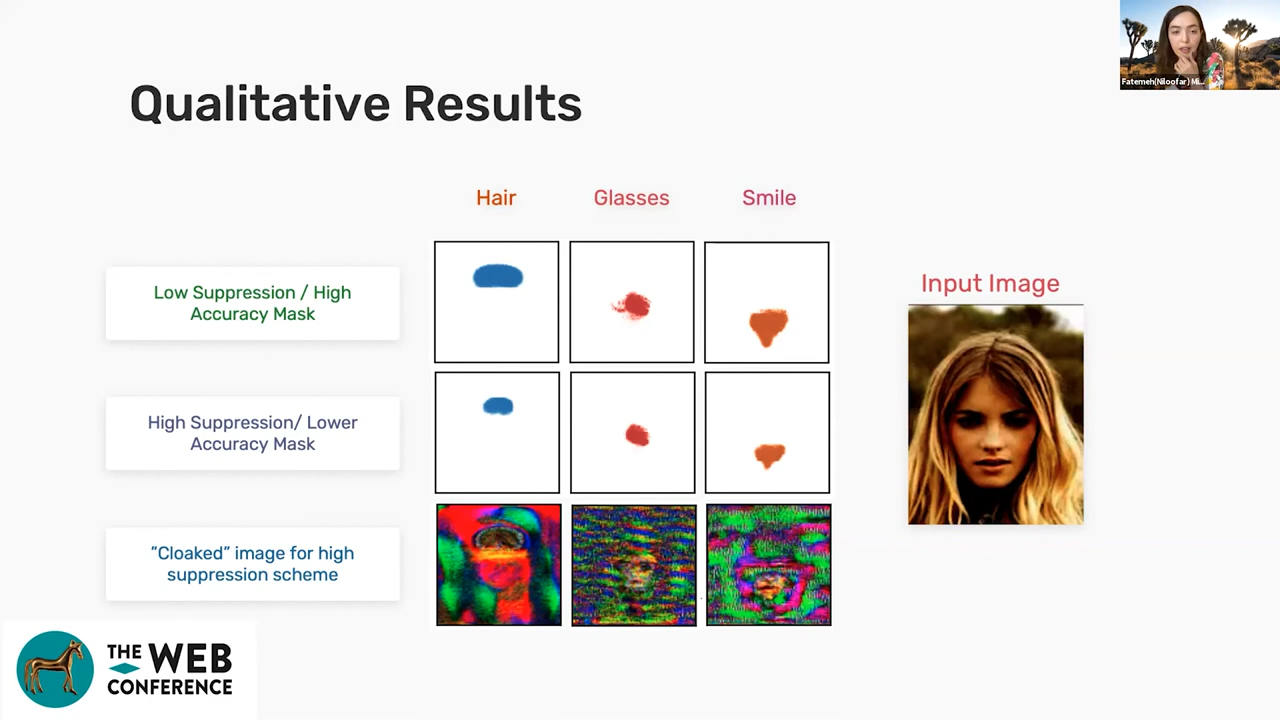 Fatemeh(Niloofar) Mi...
Qualitative Results
Hair
Glasses
Smile
Low Suppression / High
Accuracy Mask
Input Image
High Suppression/ Lower
Accuracy Mask
”Cloaked” image for high
suppression scheme
THE WEB
CONFERENCE